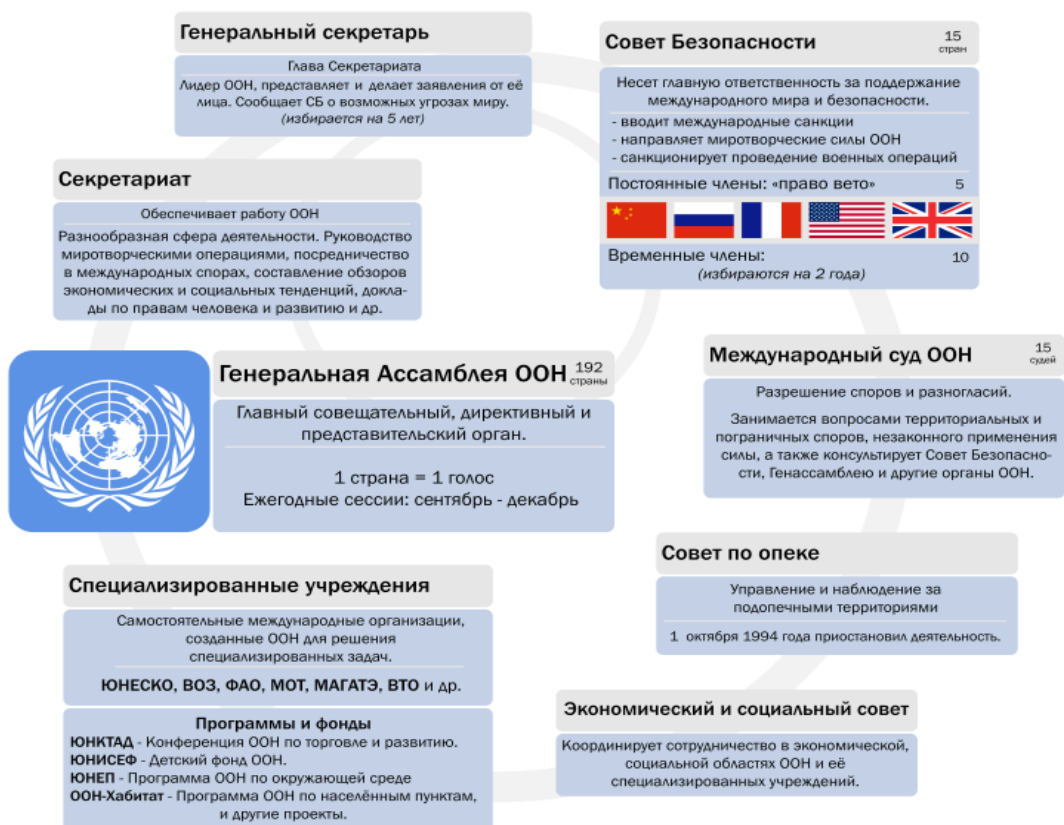 Генеральный секретарь
Глава Секретариата
Лидер ООН, представляет и делает заявления от её
лица. Сообщает СБ о возможных угрозах миру.
(избирается на 5 лет)
Совет Безопасности
15
стран
Несет главную ответственность за поддержание
международного мира и безопасности.
- вводит международные санкции
- направляет миротворческие силы ООН
- санкционирует проведение военных операций
Постоянные члены: «право вето» 5
Временные члены: 10
(избираются на 2 года)
Секретариат
Обеспечивает работу ООН
Разнообразная сфера деятельности. Руководство
миротворческими операциями, посредничество
в международных спорах, составление обзоров
экономических и социальных тенденций, докла-
ды по правам человека и развитию и др.
Генеральная Ассамблея ООН
192
страны
Главный совещательный, директивный и
представительский орган.
1 страна = 1 голос
Ежегодные сессии: сентябрь - декабрь
Международный суд ООН
15
судей
Разрешение споров и разногласий.
Занимается вопросами территориальных и
пограничных споров, незаконного применения
силы, а также консультирует Совет Безопасно-
сти, Генассамблею и другие органы ООН.
Совет по опеке
Управление и наблюдение за
подопечными территориями
1 октября 1994 года приостановил деятельность.
Специализированные учреждения
Самостоятельные международные организации,
созданные ООН для решения
специализированных задач.
ЮНЕСКО, ВОЗ, ФАО, МОТ, МАГАТЭ, ВТО и др.
Программы и фонды
ЮНКТАД - Конференция ООН по торговле и развитию.
ЮНИСЕФ - Детский фонд ООН.
ЮНЕП - Программа ООН по окружающей среде
ООН-Хабитат - Программа ООН по населённым пунктам,
и другие проекты.
Экономический и социальный совет
Координирует сотрудничество в экономической,
социальной областях ООН и её
специализированных учреждений.